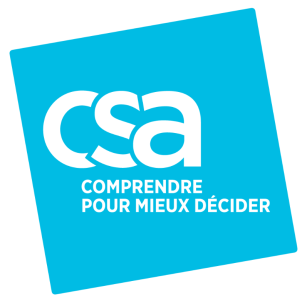 csa
COMPRENDRE
POUR MIEUX DÉCIDER